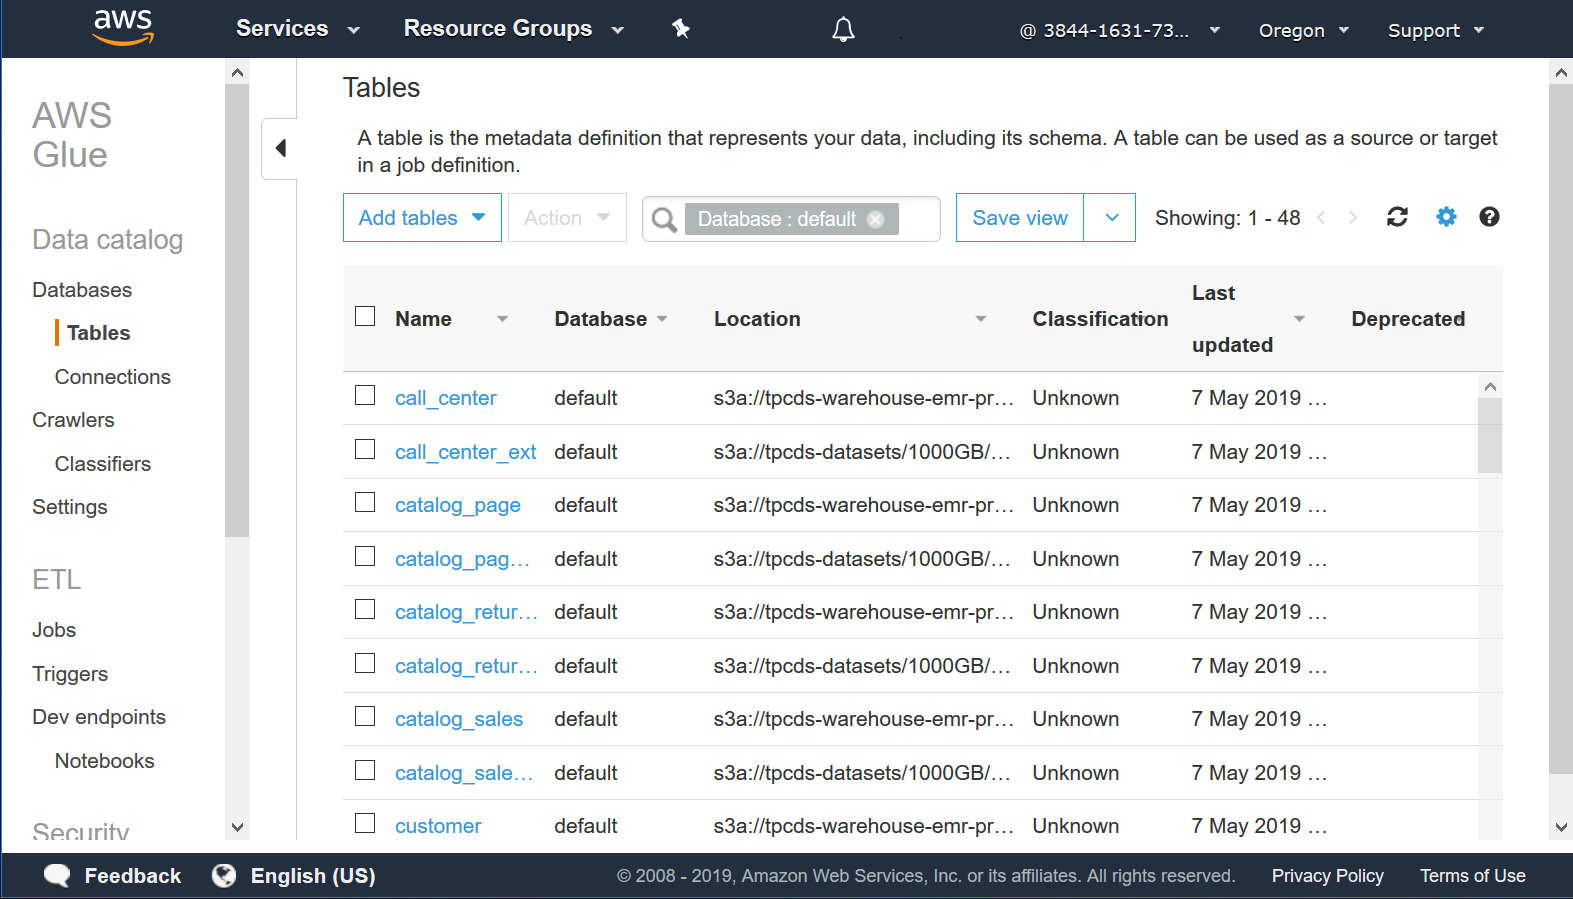 aws Services Resource Groups @ 3844-1631-73... Oregon Support
AWS
Glue
Data catalog
Databases
Tables
Connections
Crawlers
Classifiers
Settings
ETL
Jobs
Triggers
Dev endpoints
Notebooks
Security
Tables
A table is the metadata definition that represents your data, including its schema. A table can be used as a source or target
in a job definition.
Add tables Action Database : default Save view Showing: 1 - 48
Name Database Location Classification Last updated Deprecated
call_center default s3a://tpcds-warehouse-emr-pr... Unknown 7 May 2019 ...
call_center_ext default s3a://tpcds-datasets/1000GB/... Unknown 7 May 2019 ...
catalog_page default s3a://tpcds-warehouse-emr-pr... Unknown 7 May 2019 ...
catalog_pag... default s3a://tpcds-datasets/1000GB/... Unknown 7 May 2019 ...
catalog_retur... default s3a://tpcds-warehouse-emr-pr... Unknown 7 May 2019 ...
catalog_retur... default s3a://tpcds-datasets/1000GB/... Unknown 7 May 2019 ...
catalog_sales default s3a://tpcds-warehouse-emr-pr... Unknown 7 May 2019 ...
catalog_sale... default s3a://tpcds-datasets/1000GB/... Unknown 7 May 2019 ...
customer default s3a://tpcds-warehouse-emr-pr... Unknown 7 May 2019 ...
Feedback English (US) © 2008 - 2019, Amazon Web Services, Inc. or its affiliates. All rights reserved. Privacy Policy Terms of Use